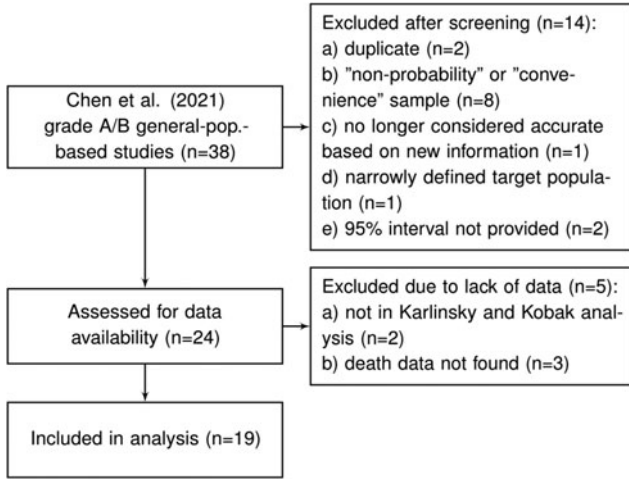 Excluded after screening (n=14):
a) duplicate (n=2)
b) "non-probability" or "conve-
nience" sample (n=8)
c) no longer considered accurate
based on new information (n=1)
d) narrowly defined target popula-
tion (n=1)
e) 95% interval not provided (n=2)
Chen et al. (2021)
grade A/B general-pop.-
based studies (n=38)
Assessed for data
availability (n=24)
Excluded due to lack of data (n=5):
a) not in Karlinsky and Kobak anal-
ysis (n=2)
b) death data not found (n=3)
Included in analysis (n=19)